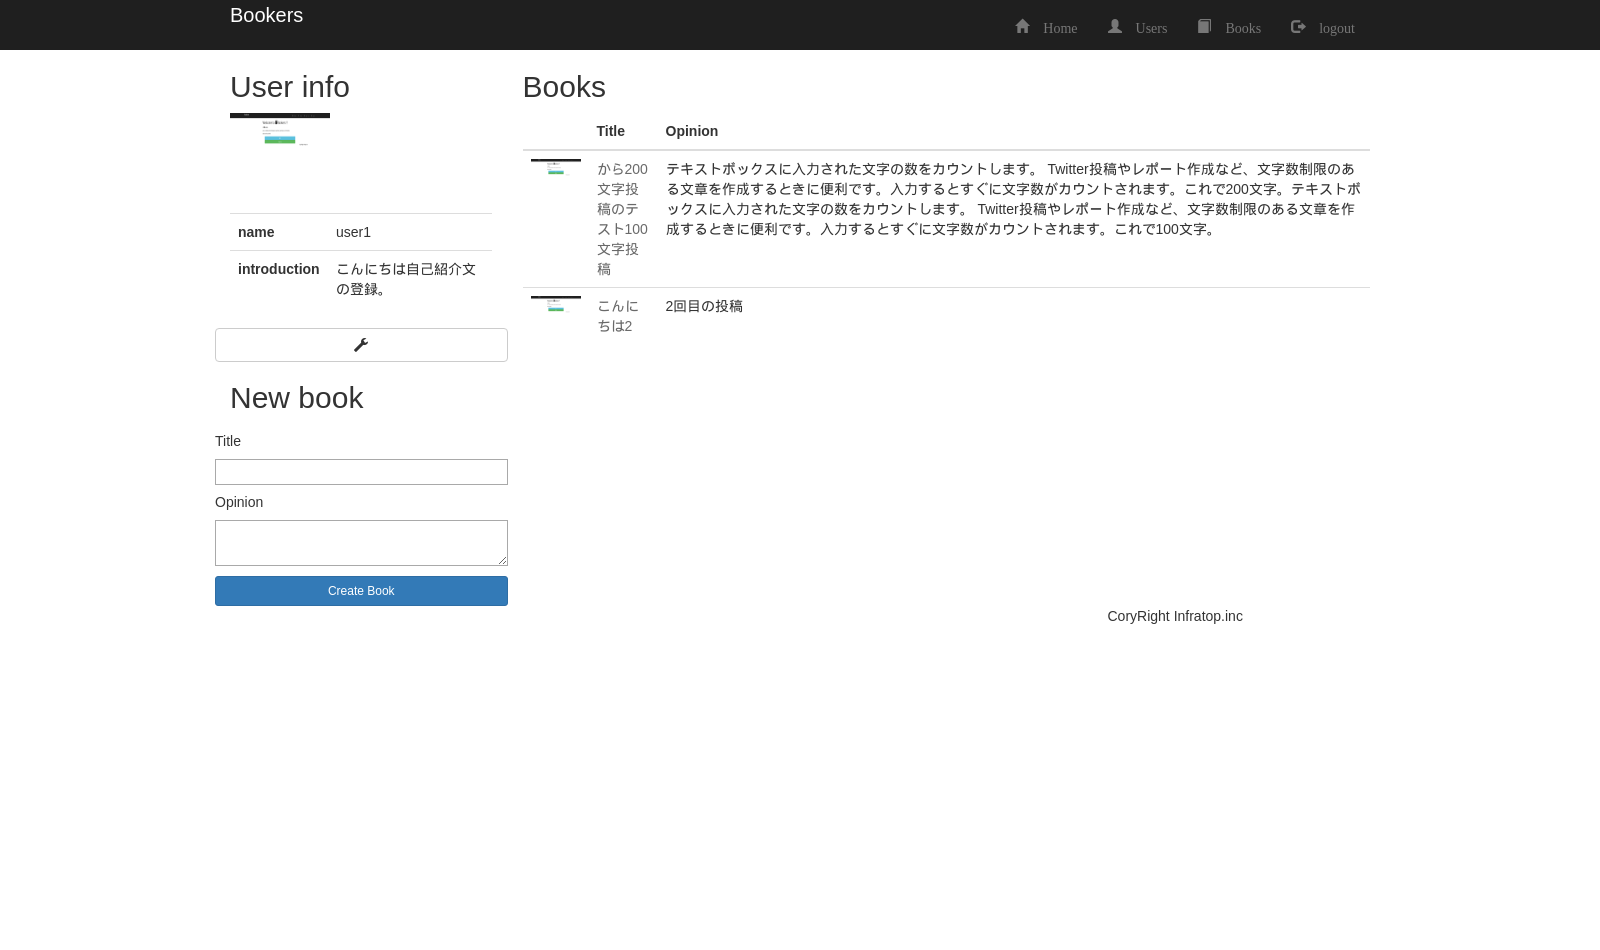 Bookers
Home
Users
Books
logout
User info
name
user1
introduction
こんにちは自己紹介文
の登録。
New book
Title
Opinion
Create Book
Books
Title
Opinion
から200
文字投
稿のテ
スト100
文字投
稿
テキストボックスに入力された文字の数をカウントします。 Twitter投稿やレポート作成など、文字数制限のあ
る文章を作成するときに便利です。入力するとすぐに文字数がカウントされます。これで200文字。テキストボ
ックスに入力された文字の数をカウントします。 Twitter投稿やレポート作成など、文字数制限のある文章を作
成するときに便利です。入力するとすぐに文字数がカウントされます。これで100文字。
こんに
ちは2
2回目の投稿
CoryRight Infratop.inc